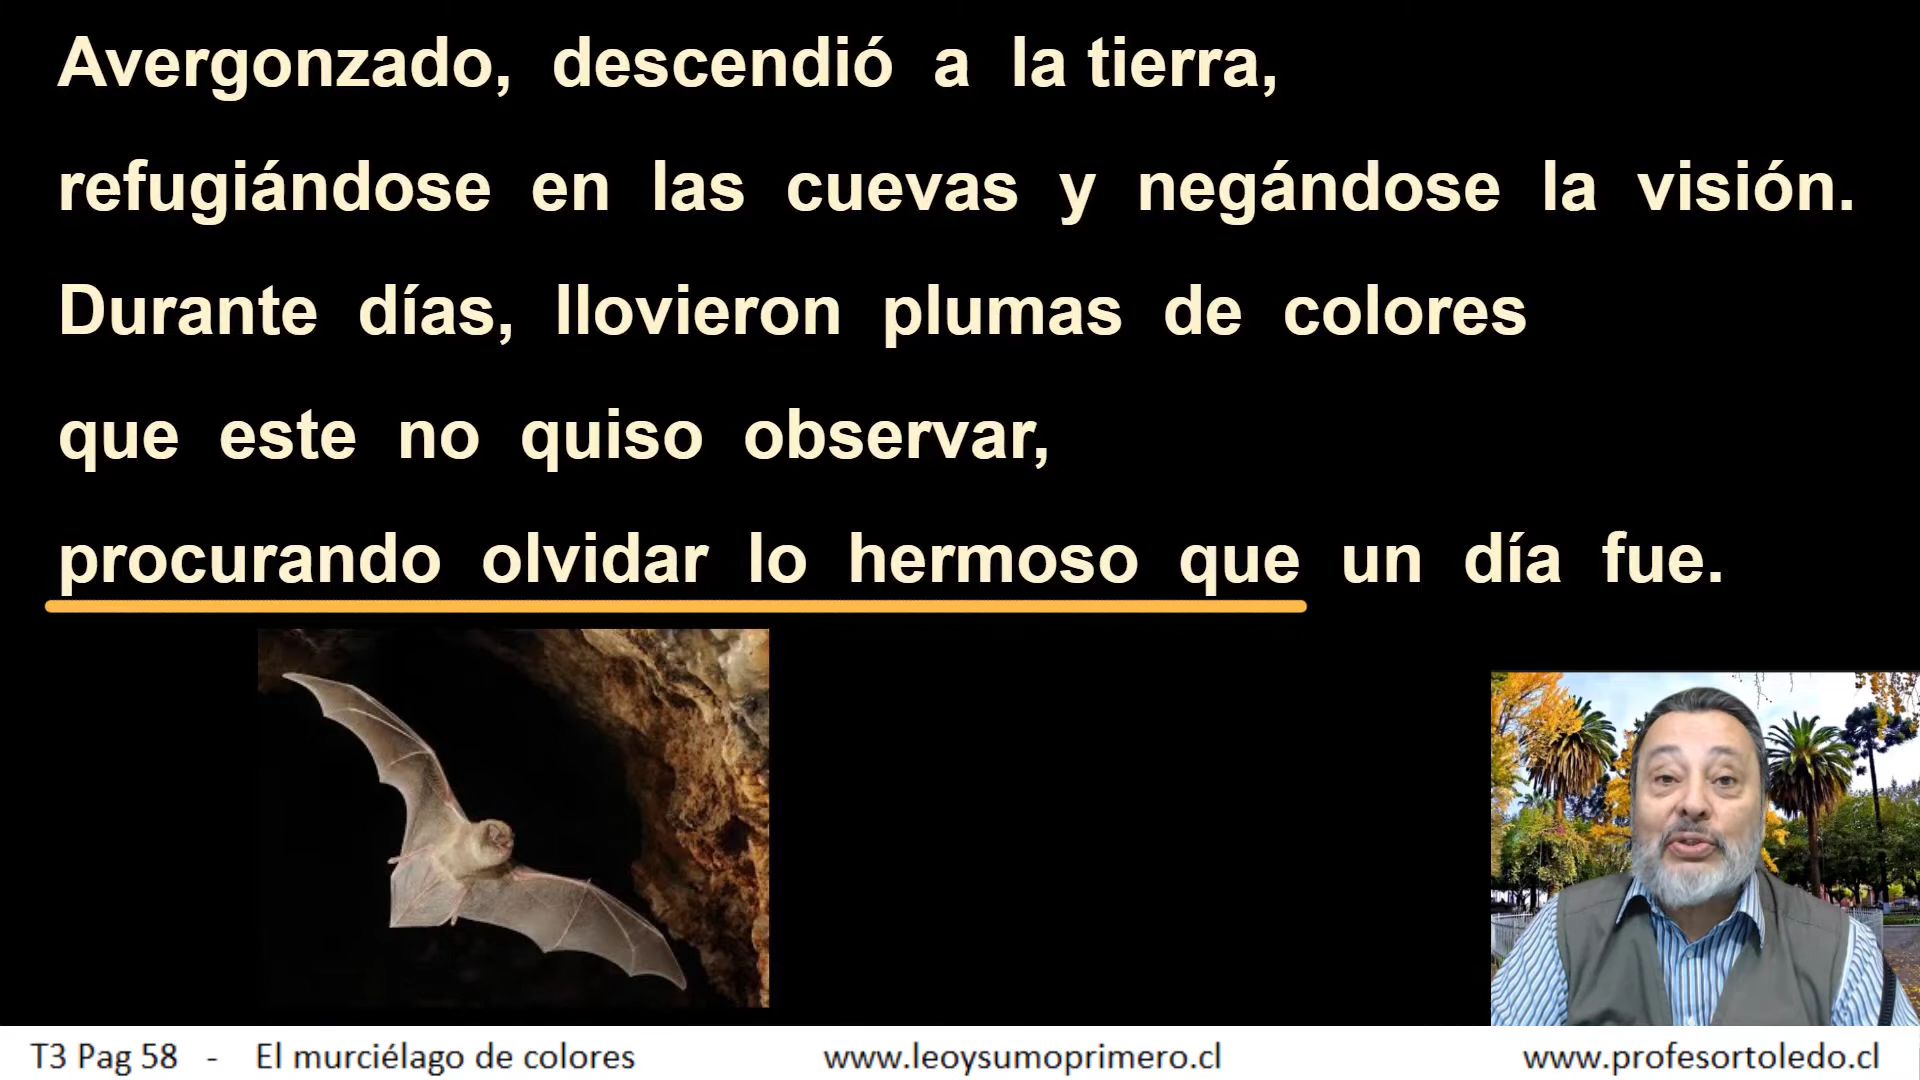 Avergonzado, descendió a la tierra,
refugiándose en las cuevas y negándose la visión.
Durante días, llovieron plumas de colores
que este no quiso observar,
procurando olvidar lo hermoso que un día fue.
T3 Pag 58 - El murciélago de colores www.leoysumoprimero.cl www.profesortoledo.cl